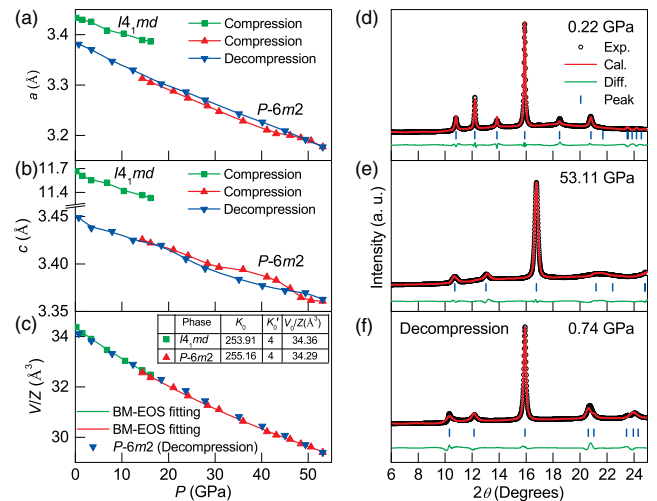 (a)
I4₁md
Compression
Compression
Decompression
P-6m2
a (Å)
3.4
3.3
3.2
(b)
I4₁md
Compression
Compression
Decompression
P-6m2
c (Å)
11.7
11.4
3.45
3.40
3.36
(c)
Phase K₀ K₀′ V₀/Z(Å³)
I4₁md 253.91 4 34.36
P-6m2 255.16 4 34.29
BM-EOS fitting
BM-EOS fitting
P-6m2 (Decompression)
V/Z (Å³)
34
32
30
0 10 20 30 40 50
P (GPa)
(d)
0.22 GPa
Exp.
Cal.
Diff.
Peak
(e)
53.11 GPa
Intensity (a. u.)
(f)
Decompression
0.74 GPa
6 8 10 12 14 16 18 20 22 24
2θ (Degrees)